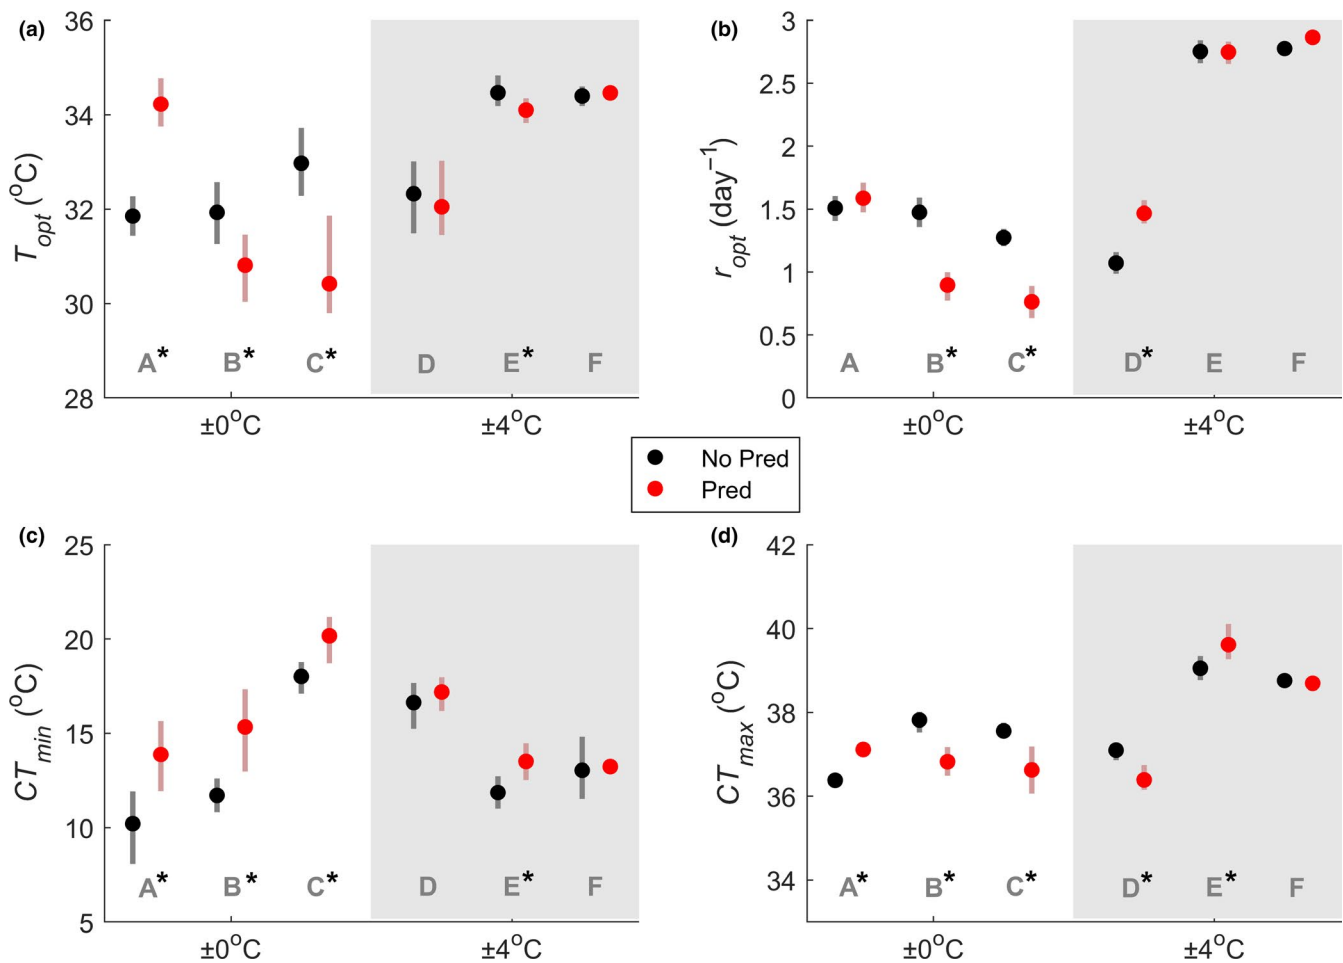 (a)
36
34
32
30
28
T_opt (°C)
A* B* C* D E* F
±0°C ±4°C
(b)
3
2.5
2
1.5
1
0.5
0
r_opt (day⁻¹)
A B* C* D* E F
±0°C ±4°C
No Pred
Pred
(c)
25
20
15
10
5
CT_min (°C)
A* B* C* D E* F
±0°C ±4°C
(d)
42
40
38
36
34
CT_max (°C)
A* B* C* D* E* F
±0°C ±4°C